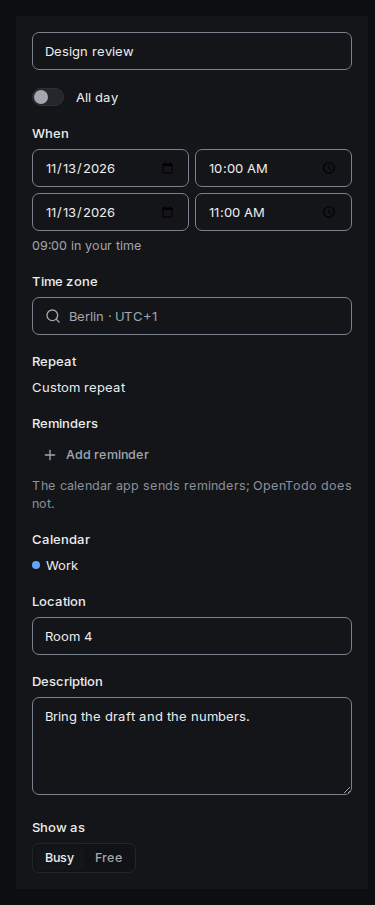 Design review
All day
When
11/13/2026 10:00 AM
11/13/2026 11:00 AM
09:00 in your time
Time zone
Berlin · UTC+1
Repeat
Custom repeat
Reminders
Add reminder
The calendar app sends reminders; OpenTodo does
not.
Calendar
Work
Location
Room 4
Description
Bring the draft and the numbers.
Show as
Busy Free